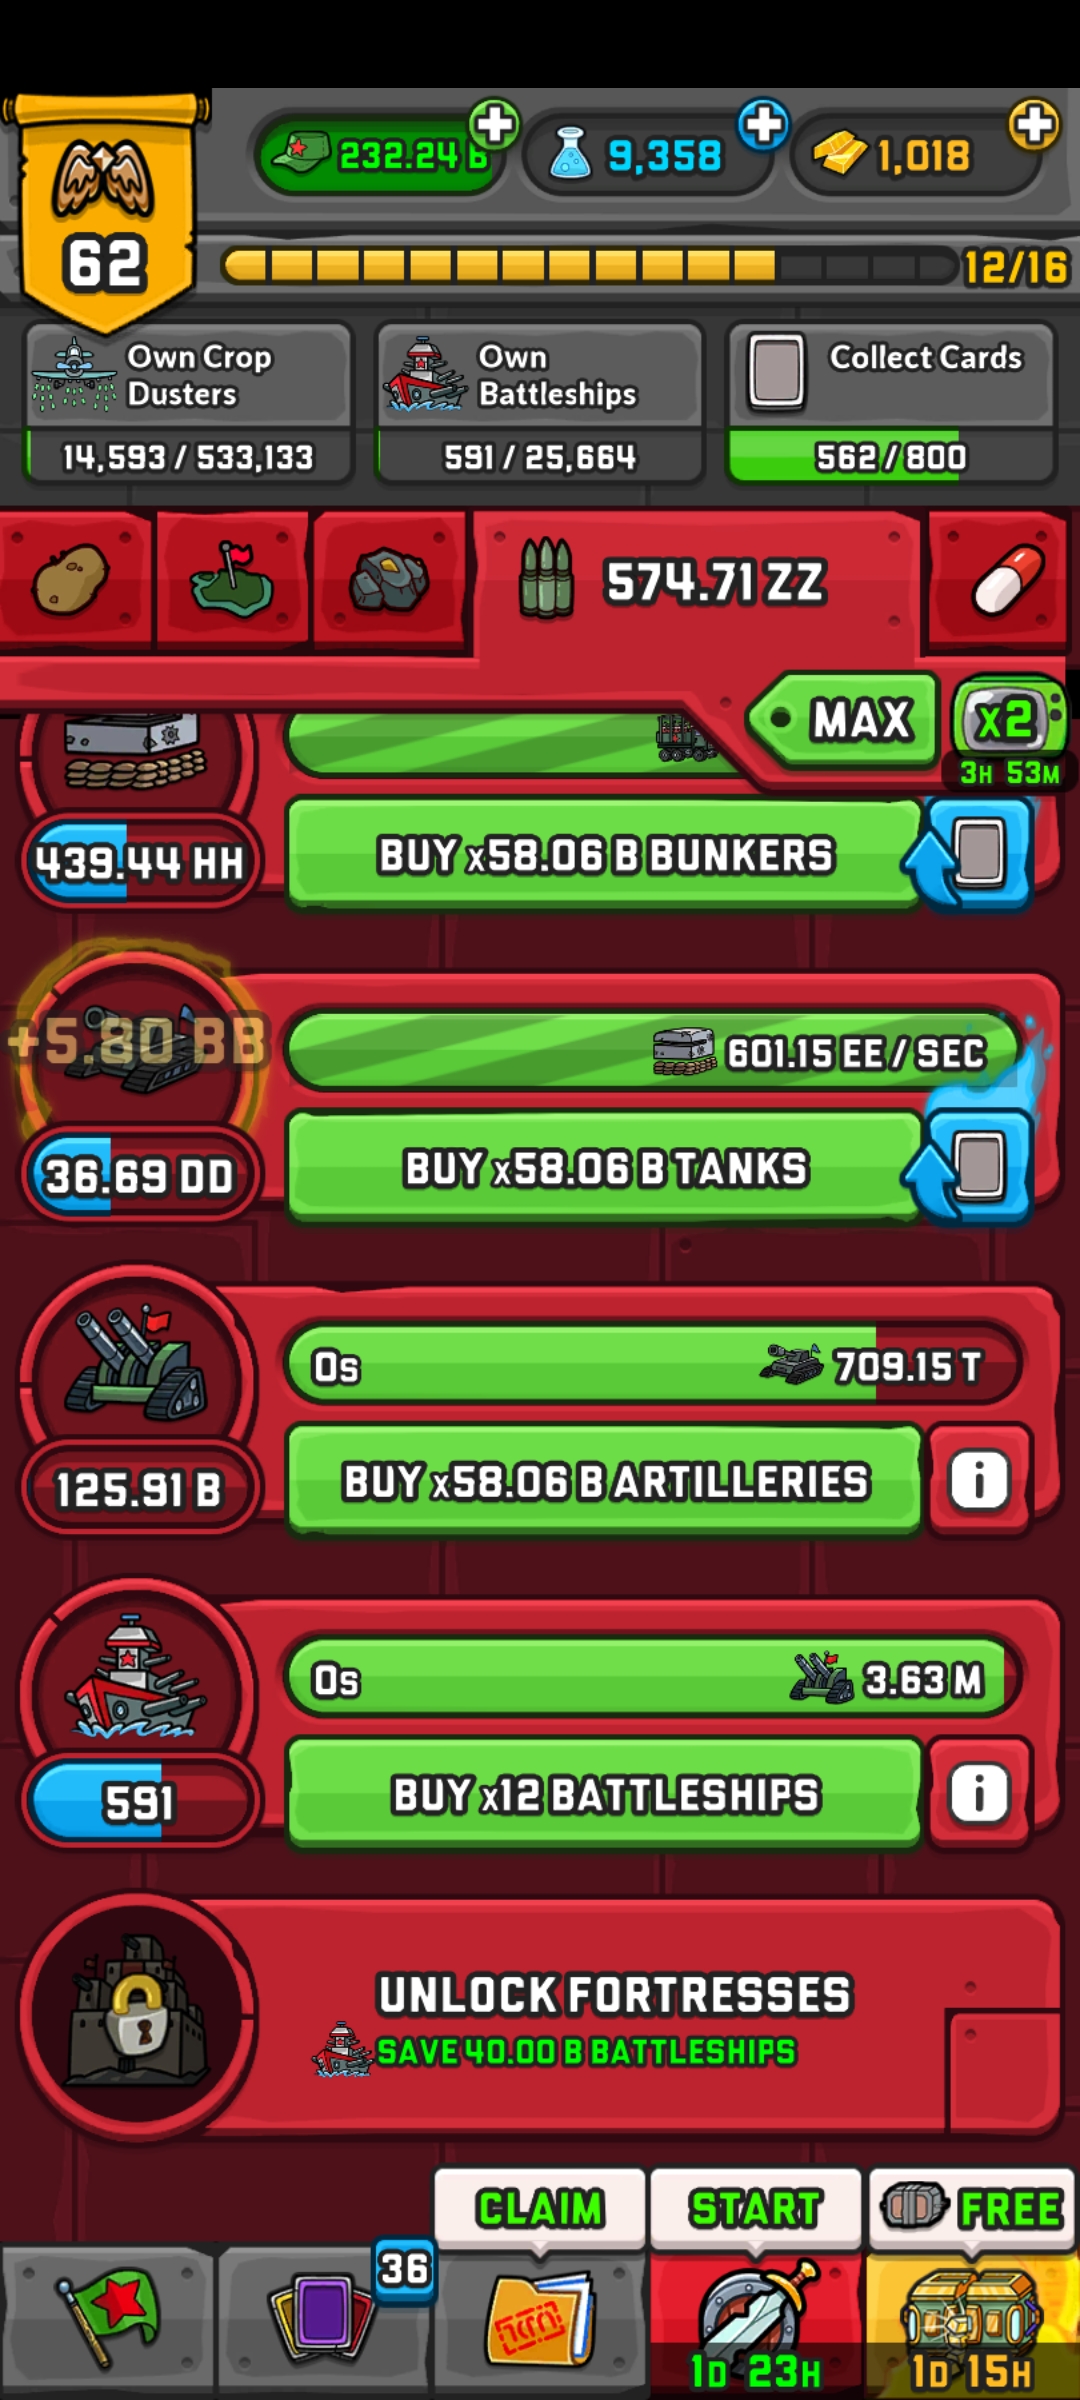 232.24 B
9,358
1,018
62
12/16
Own Crop Dusters
14,593 / 533,133
Own Battleships
591 / 25,664
Collect Cards
562 / 800
574.71 ZZ
MAX
x2
3H 53M
439.44 HH
BUY x58.06 B BUNKERS
+5.80 BB
601.15 EE / SEC
36.69 DD
BUY x58.06 B TANKS
0s
709.15 T
125.91 B
BUY x58.06 B ARTILLERIES
i
0s
3.63 M
591
BUY x12 BATTLESHIPS
i
UNLOCK FORTRESSES
SAVE 40.00 B BATTLESHIPS
CLAIM
START
FREE
36
1D 23H
1D 15H